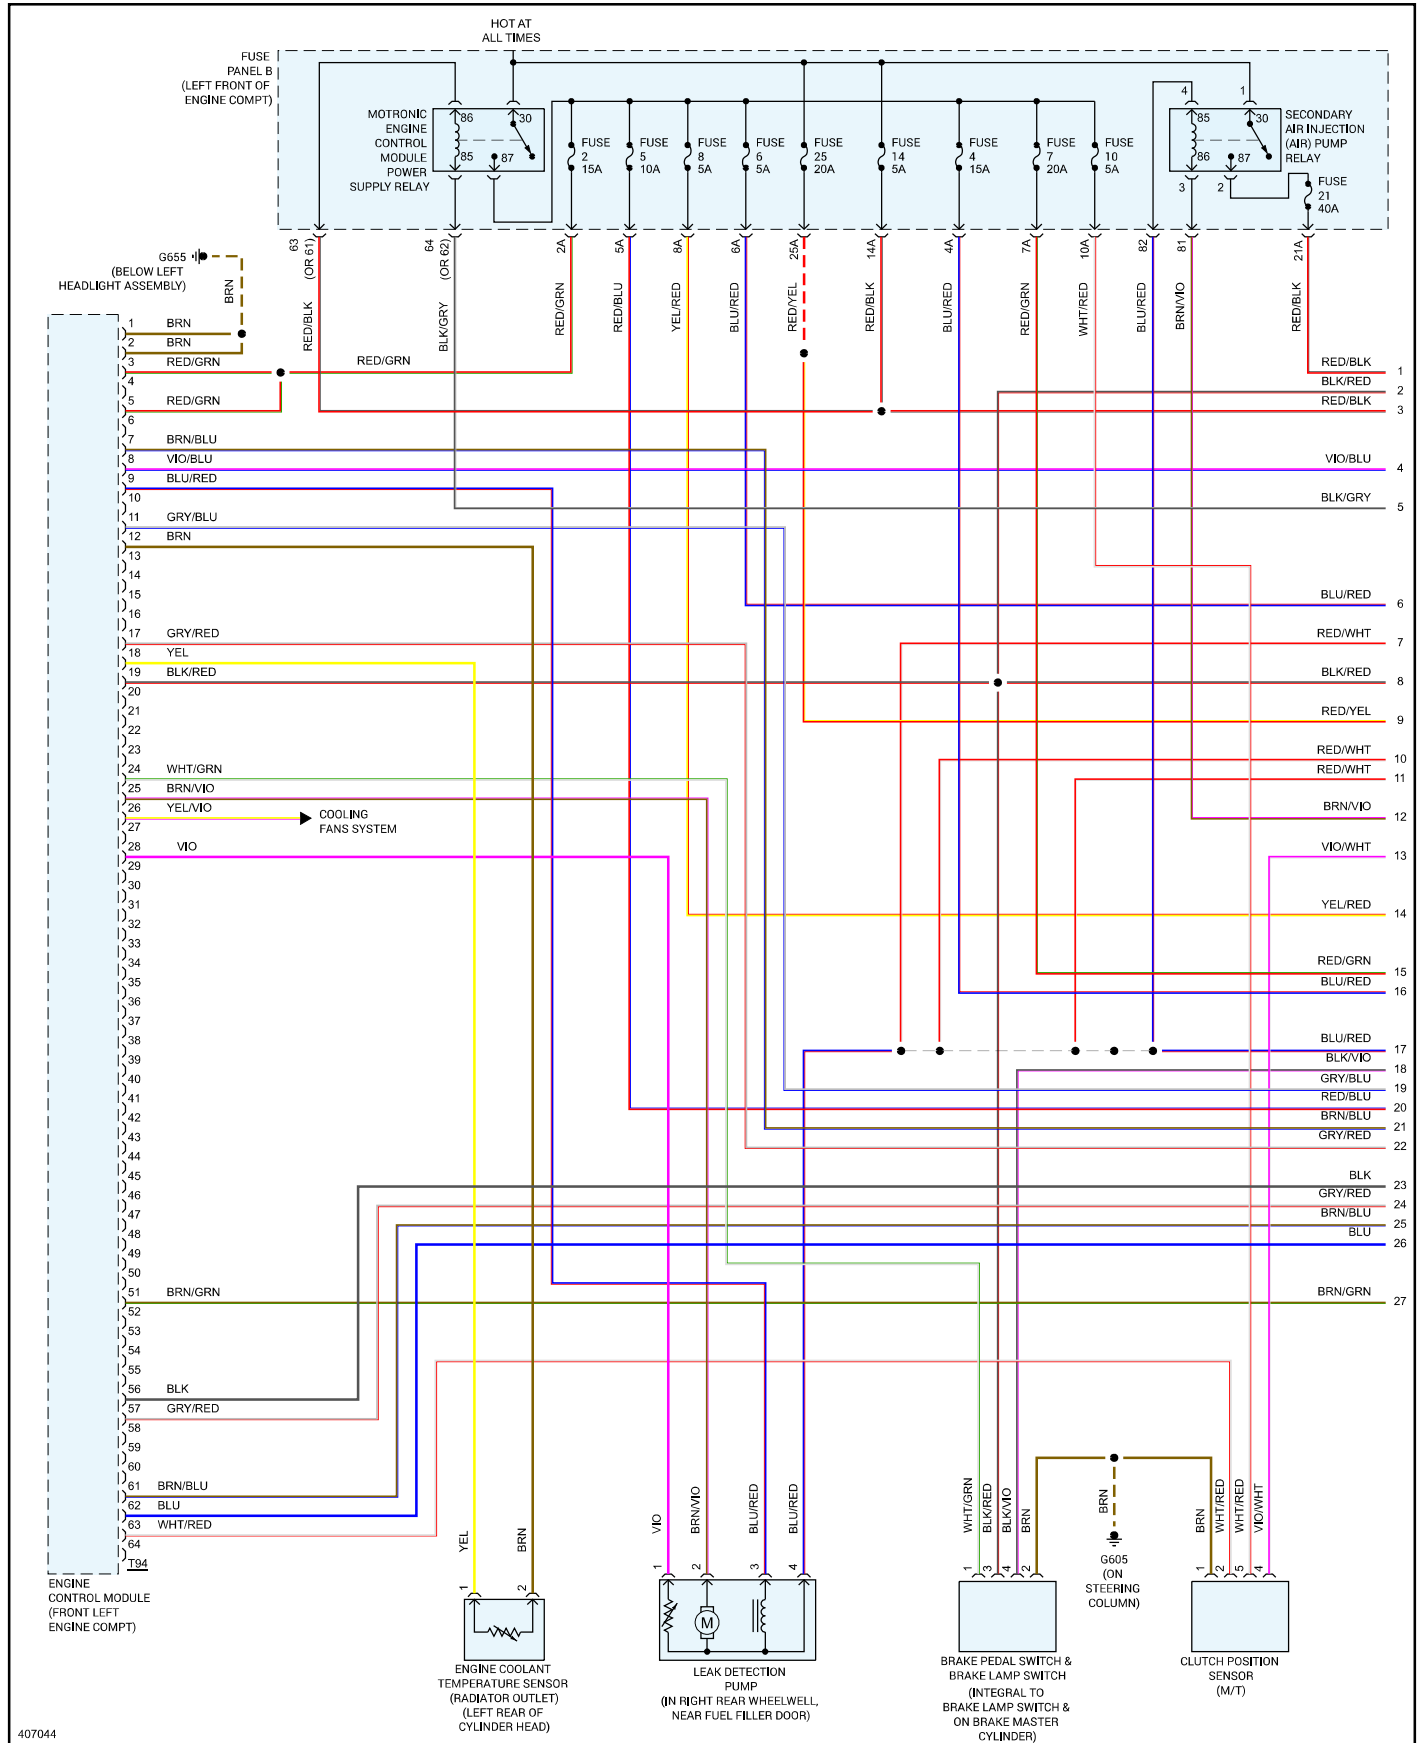 HOT AT
ALL TIMES
FUSE
PANEL B
(LEFT FRONT OF
ENGINE COMPT)
MOTRONIC
ENGINE
CONTROL
MODULE
POWER
SUPPLY RELAY
86
30
85
87
FUSE
2
15A
FUSE
5
10A
FUSE
8
5A
FUSE
6
5A
FUSE
25
20A
FUSE
14
5A
FUSE
4
15A
FUSE
7
20A
FUSE
10
5A
4
1
85
30
86
87
3
2
SECONDARY
AIR INJECTION
(AIR) PUMP
RELAY
FUSE
21
40A
63
(OR 61)
64
(OR 62)
2A
5A
8A
6A
25A
14A
4A
7A
10A
82
81
21A
RED/BLK
BLK/GRY
RED/GRN
RED/BLU
YEL/RED
BLU/RED
RED/YEL
RED/BLK
BLU/RED
RED/GRN
WHT/RED
BLU/RED
BRN/VIO
RED/BLK
G655
(BELOW LEFT
HEADLIGHT ASSEMBLY)
BRN
1 BRN
2 BRN
3 RED/GRN
RED/GRN
4
5 RED/GRN
6
7 BRN/BLU
8 VIO/BLU
9 BLU/RED
10
11 GRY/BLU
12 BRN
13
14
15
16
17 GRY/RED
18 YEL
19 BLK/RED
20
21
22
23
24 WHT/GRN
25 BRN/VIO
26 YEL/VIO
COOLING
FANS SYSTEM
27
28 VIO
29
30
31
32
33
34
35
36
37
38
39
40
41
42
43
44
45
46
47
48
49
50
51 BRN/GRN
52
53
54
55
56 BLK
57 GRY/RED
58
59
60
61 BRN/BLU
62 BLU
63 WHT/RED
64
T94
ENGINE
CONTROL MODULE
(FRONT LEFT
ENGINE COMPT)
RED/BLK 1
BLK/RED 2
RED/BLK 3
VIO/BLU 4
BLK/GRY 5
BLU/RED 6
RED/WHT 7
BLK/RED 8
RED/YEL 9
RED/WHT 10
RED/WHT 11
BRN/VIO 12
VIO/WHT 13
YEL/RED 14
RED/GRN 15
BLU/RED 16
BLU/RED 17
BLK/VIO 18
GRY/BLU 19
RED/BLU 20
BRN/BLU 21
GRY/RED 22
BLK 23
GRY/RED 24
BRN/BLU 25
BLU 26
BRN/GRN 27
YEL
BRN
1
2
ENGINE COOLANT
TEMPERATURE SENSOR
(RADIATOR OUTLET)
(LEFT REAR OF
CYLINDER HEAD)
VIO
BRN/VIO
BLU/RED
BLU/RED
1
2
3
4
M
LEAK DETECTION
PUMP
(IN RIGHT REAR WHEELWELL,
NEAR FUEL FILLER DOOR)
WHT/GRN
BLK/RED
BLK/VIO
BRN
1
3
4
2
BRAKE PEDAL SWITCH &
BRAKE LAMP SWITCH
(INTEGRAL TO
BRAKE LAMP SWITCH &
ON BRAKE MASTER
CYLINDER)
BRN
G605
(ON
STEERING
COLUMN)
BRN
WHT/RED
WHT/RED
VIO/WHT
1
2
5
4
CLUTCH POSITION
SENSOR
(M/T)
407044